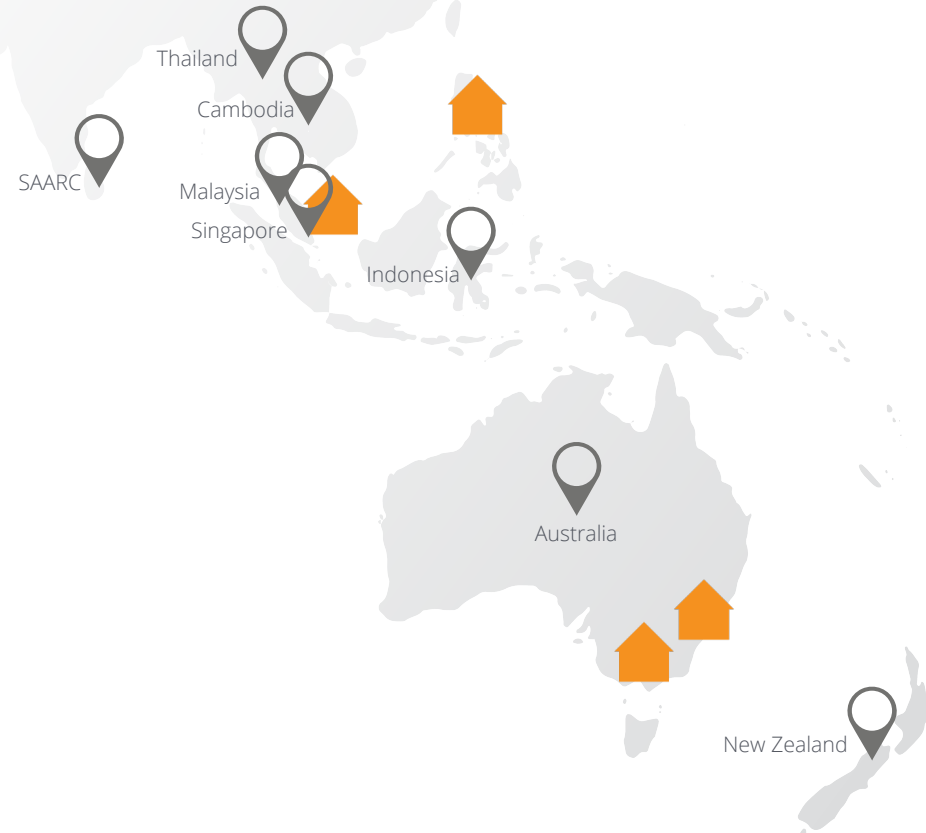 Thailand
Cambodia
SAARC
Malaysia
Singapore
Indonesia
Australia
New Zealand